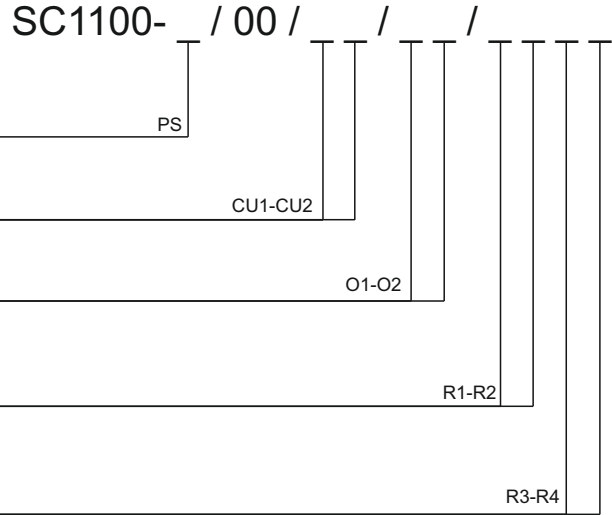 SC1100- _ / 00 / _ _ / _ _ / _ _ _ _
PS
CU1-CU2
O1-O2
R1-R2
R3-R4